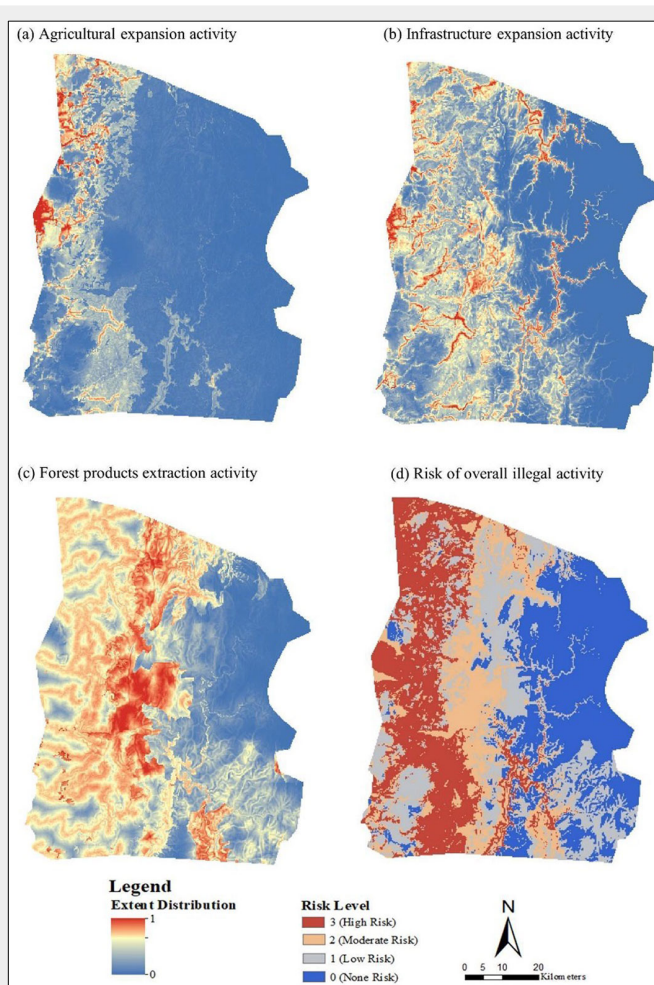 (a) Agricultural expansion activity
(b) Infrastructure expansion activity
(c) Forest products extraction activity
(d) Risk of overall illegal activity
Legend
Extent Distribution
1
0
Risk Level
3 (High Risk)
2 (Moderate Risk)
1 (Low Risk)
0 (None Risk)
N
0 5 10 20
Kilometers